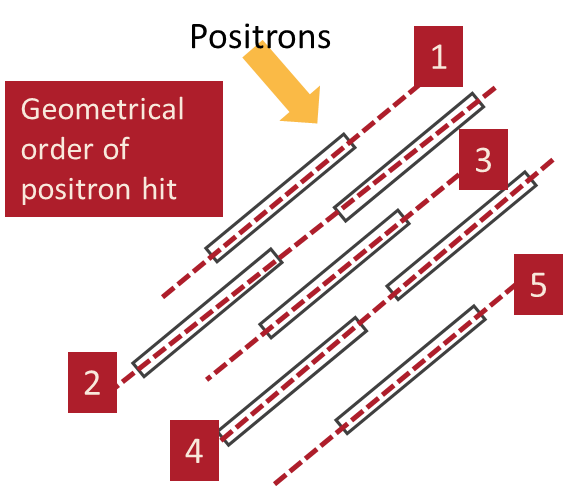 Positrons
1
Geometrical
order of
positron hit
3
5
2
4